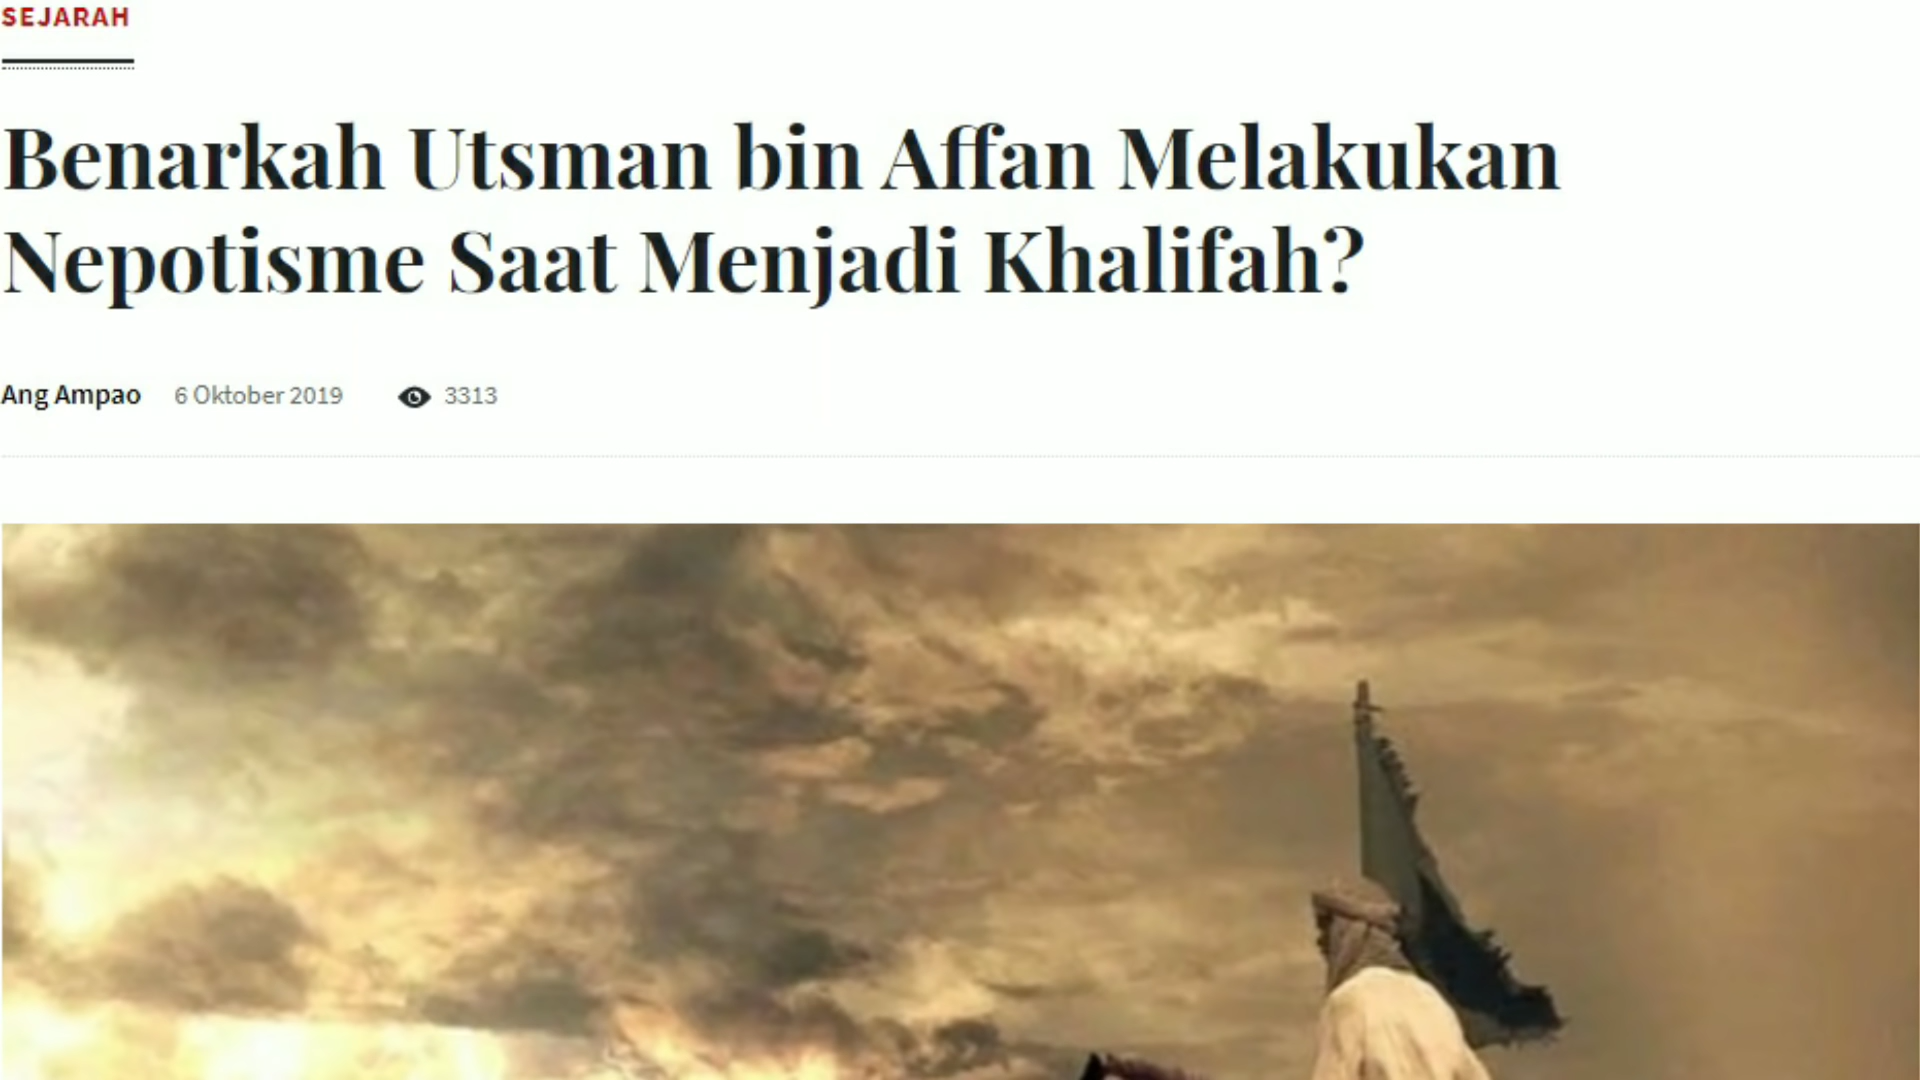 SEJARAH
Benarkah Utsman bin Affan Melakukan
Nepotisme Saat Menjadi Khalifah?
Ang Ampao 6 Oktober 2019 3313